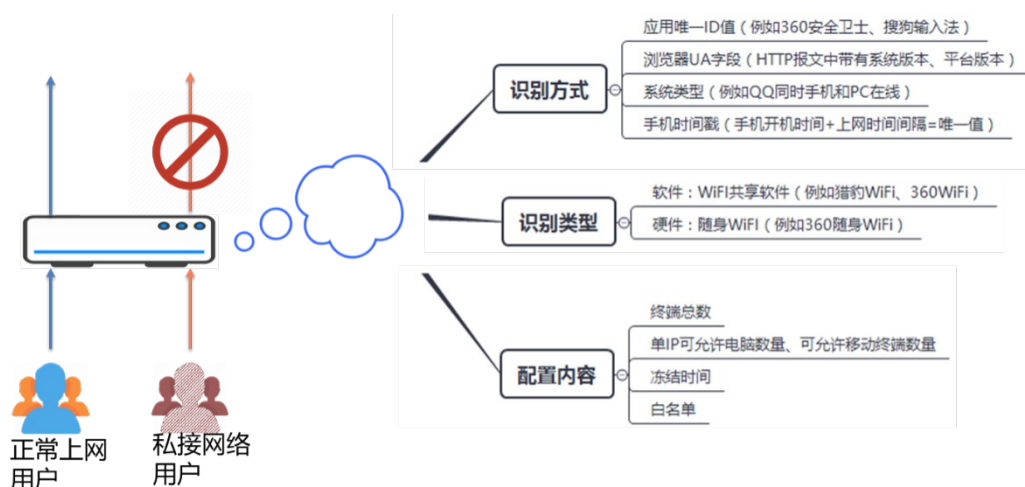 应用唯一ID值（例如360安全卫士、搜狗输入法）
浏览器UA字段（HTTP报文中带有系统版本、平台版本）
识别方式
系统类型（例如QQ同时手机和PC在线）
手机时间戳（手机开机时间+上网时间间隔=唯一值）
软件：WiFI共享软件（例如猎豹WiFi、360WiFi）
识别类型
硬件：随身WiFI（例如360随身WiFi）
终端总数
单IP可允许电脑数量、可允许移动终端数量
配置内容
冻结时间
白名单
正常上网
用户
私接网络
用户